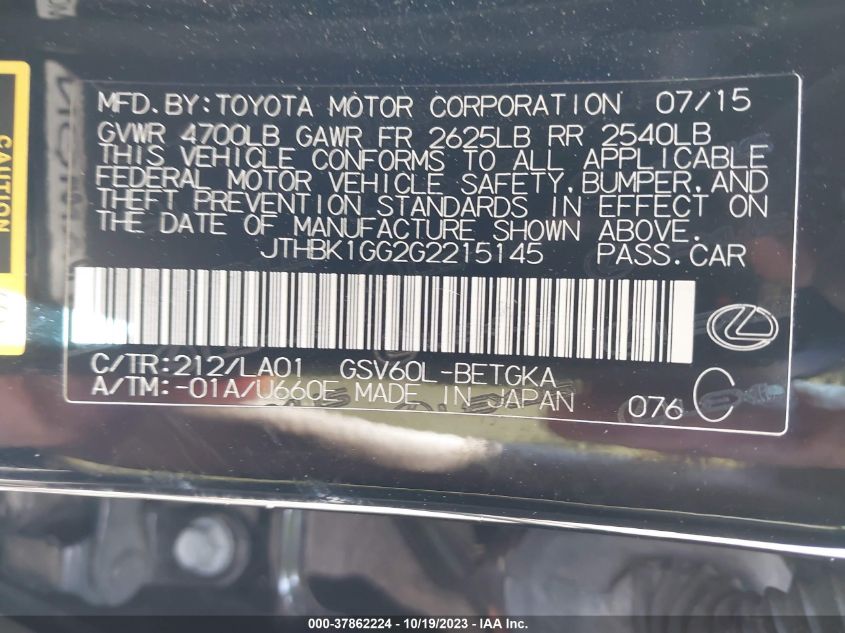 CAUTION
MFD.BY:TOYOTA MOTOR CORPORATION 07/15
GVWR 4700LB GAWR FR 2625LB RR 2540LB
THIS VEHICLE CONFORMS TO ALL APPLICABLE
FEDERAL MOTOR VEHICLE SAFETY,BUMPER,AND
THEFT PREVENTION STANDARDS IN EFFECT ON
THE DATE OF MANUFACTURE SHOWN ABOVE.
JTHBK1GG2G2215145 PASS.CAR
C/TR:212/LA01 GSV60L-BETGKA
A/TM:-01A/U660E MADE IN JAPAN 076 C
000-37862224 - 10/19/2023 - IAA Inc.